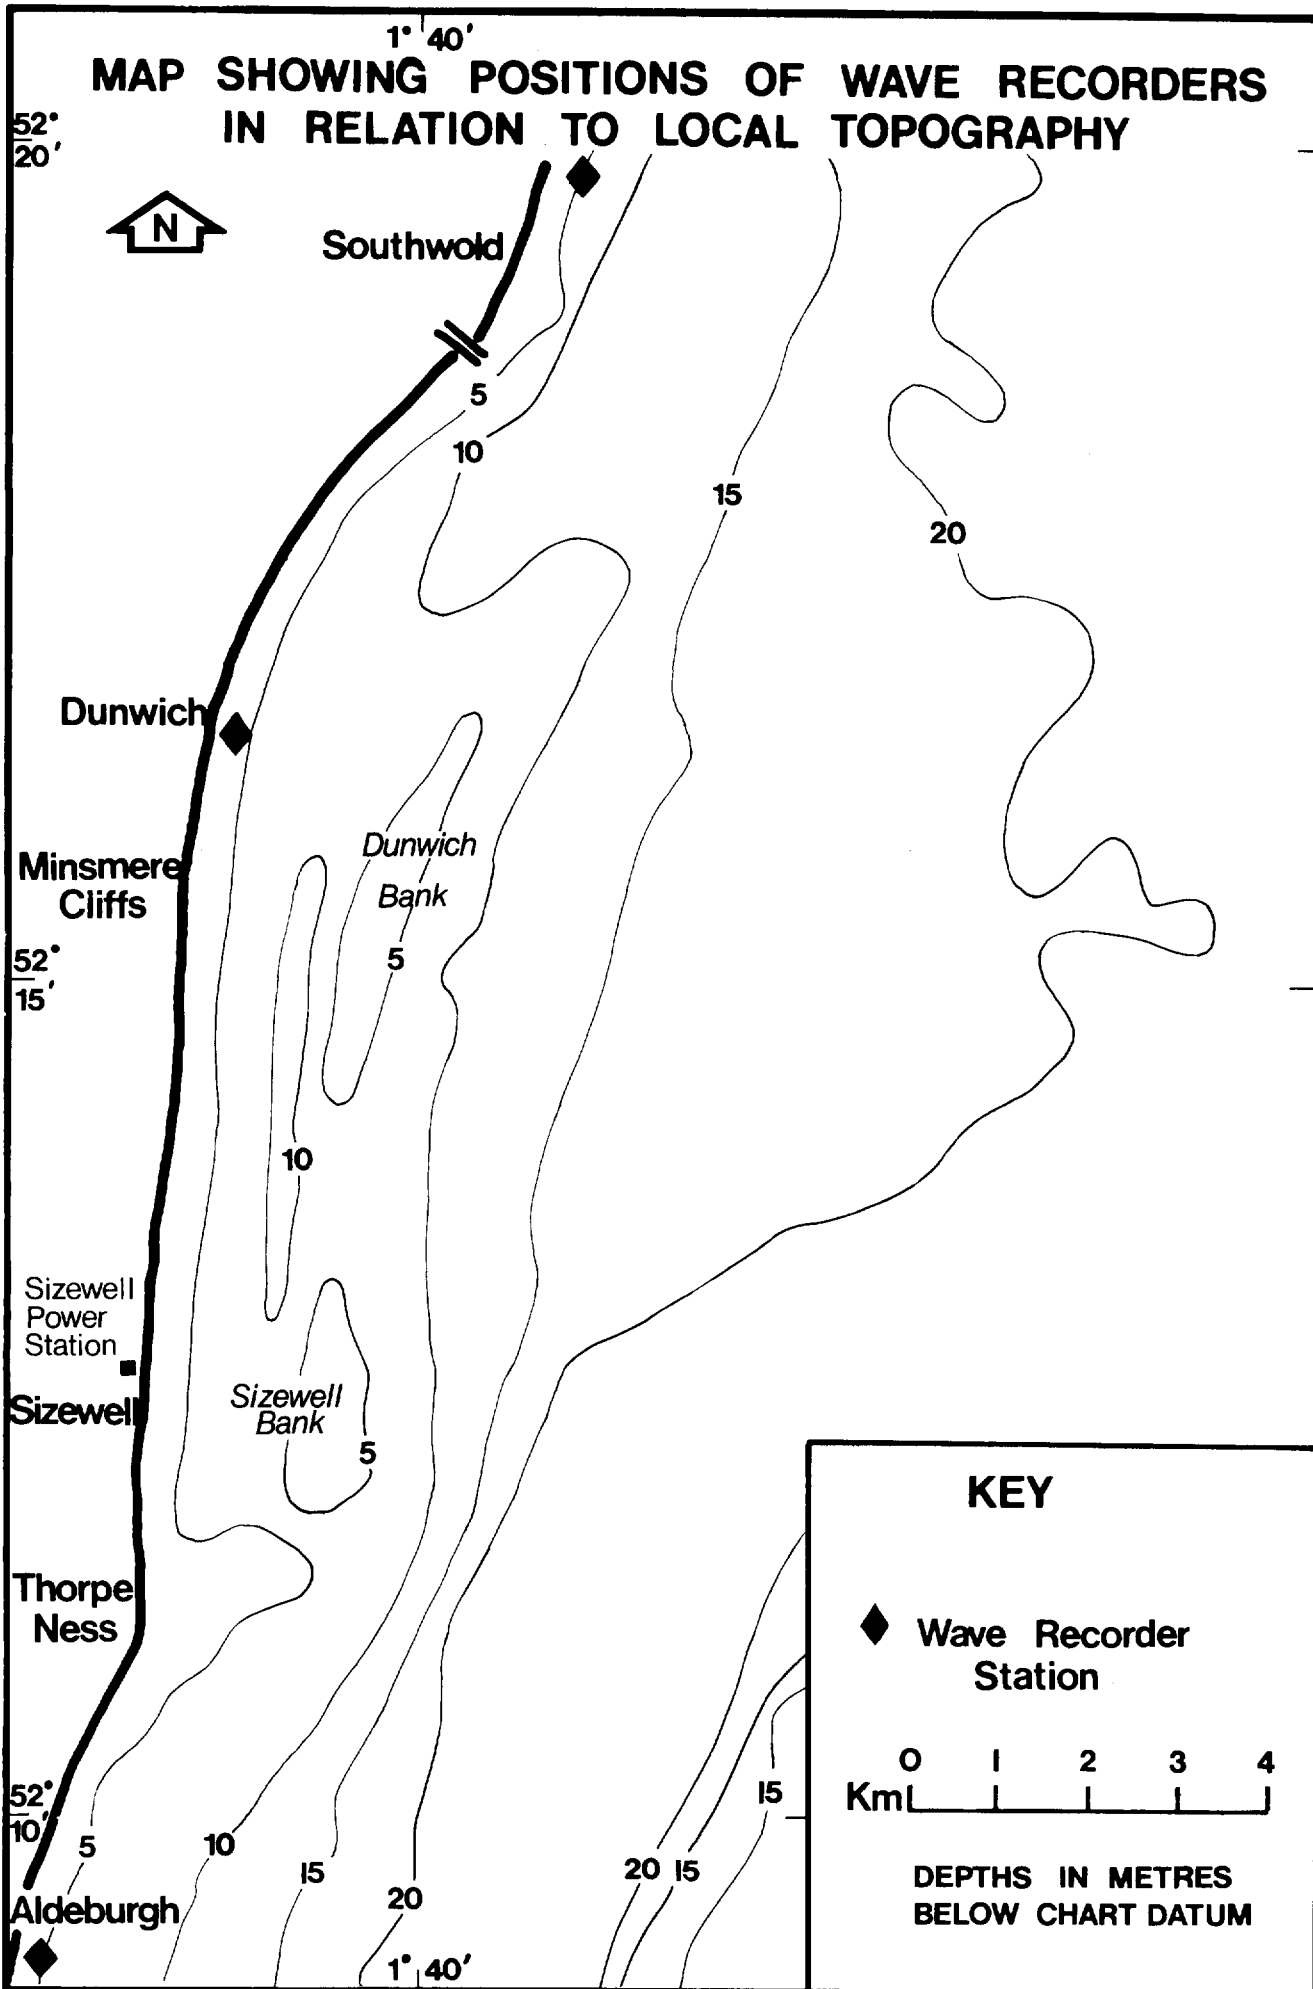 1° 40'
MAP SHOWING POSITIONS OF WAVE RECORDERS
IN RELATION TO LOCAL TOPOGRAPHY
52°
20'
N
Southwold
5
10
15
20
Dunwich
Dunwich
Bank
Minsmere
Cliffs
5
52°
15'
10
Sizewell
Power
Station
Sizewell
Bank
Sizewell
5
KEY
Thorpe
Ness
Wave Recorder
Station
0 1 2 3 4
Km
52°
10'
5
10
15
20
20
15
15
DEPTHS IN METRES
BELOW CHART DATUM
Aldeburgh
1° 40'